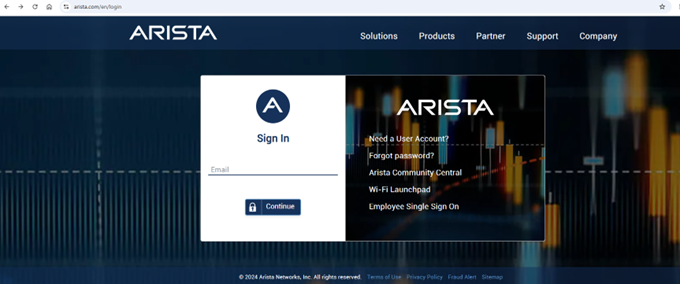 arista.com/en/login
ARISTA
Solutions Products Partner Support Company
Sign In
Email
Continue
ARISTA
Need a User Account?
Forgot password?
Arista Community Central
Wi-Fi Launchpad
Employee Single Sign On
© 2024 Arista Networks, Inc. All rights reserved. Terms of Use Privacy Policy Fraud Alert Sitemap